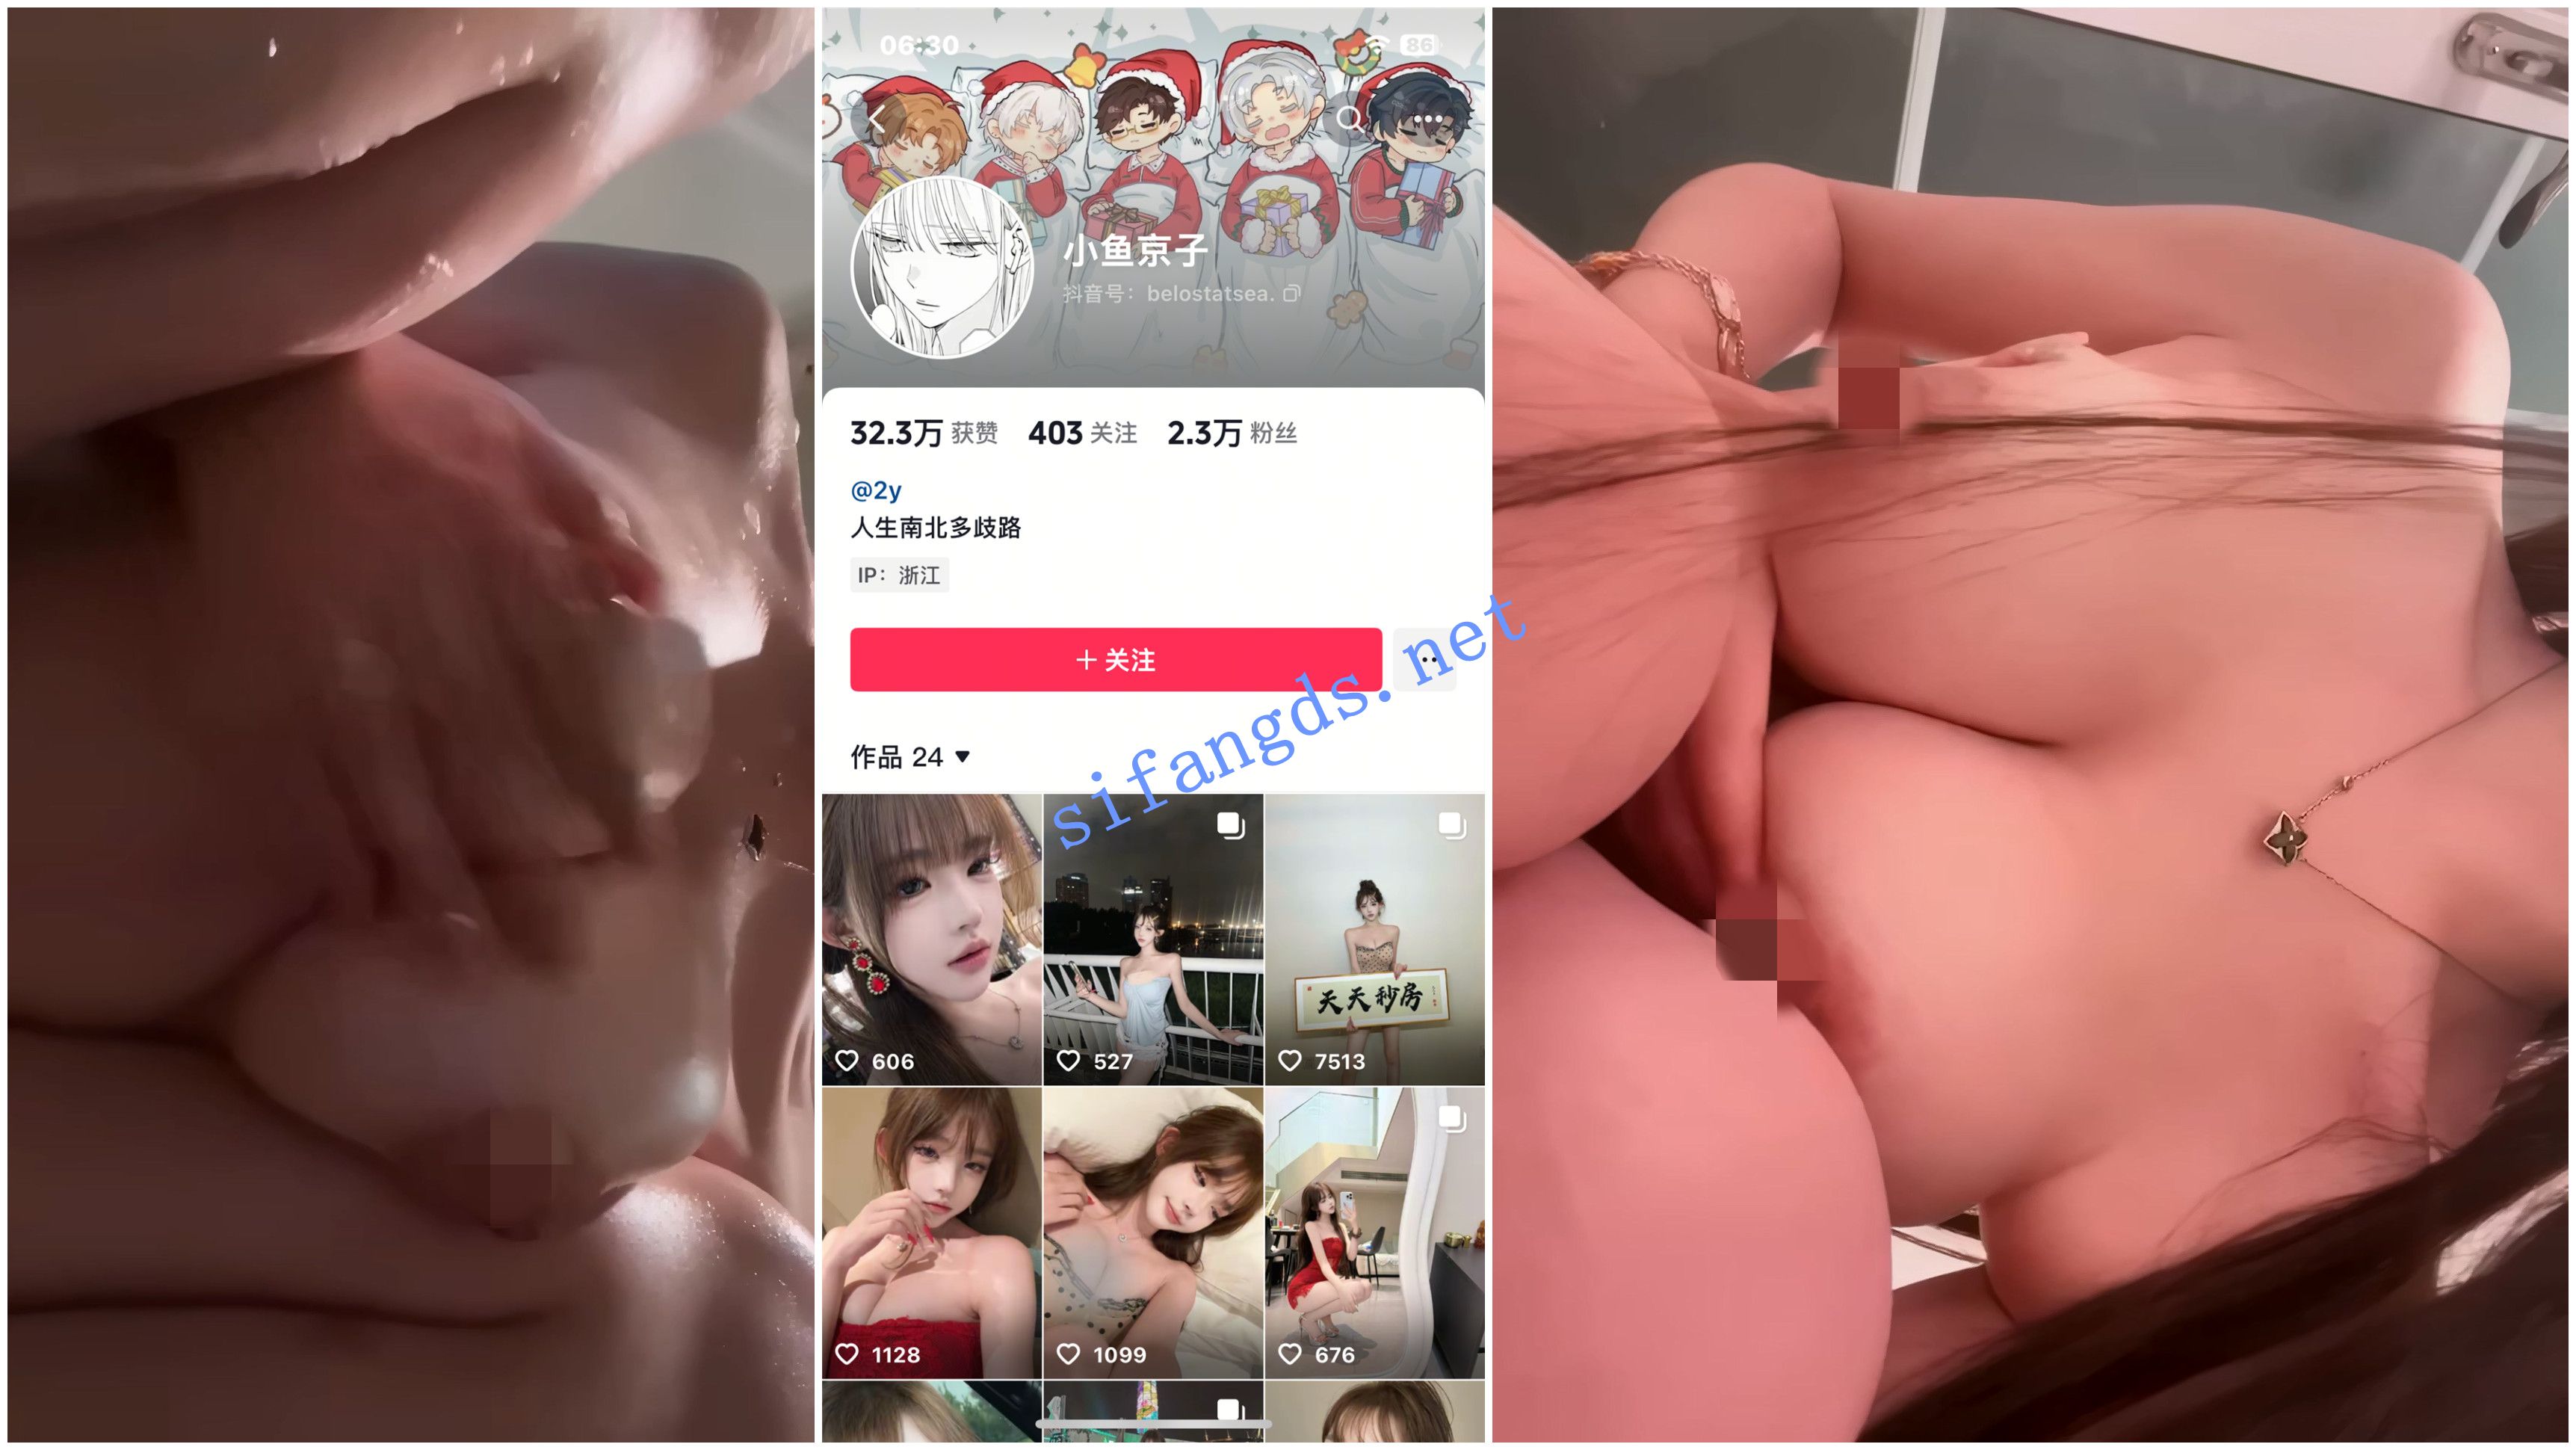 06:30
86
小鱼京子
抖音号：belostatsea.
32.3万 获赞 403 关注 2.3万 粉丝
@2y
人生南北多歧路
IP：浙江
+ 关注
sifangds.net
作品 24
天天秒房
606
527
7513
1128
1099
676